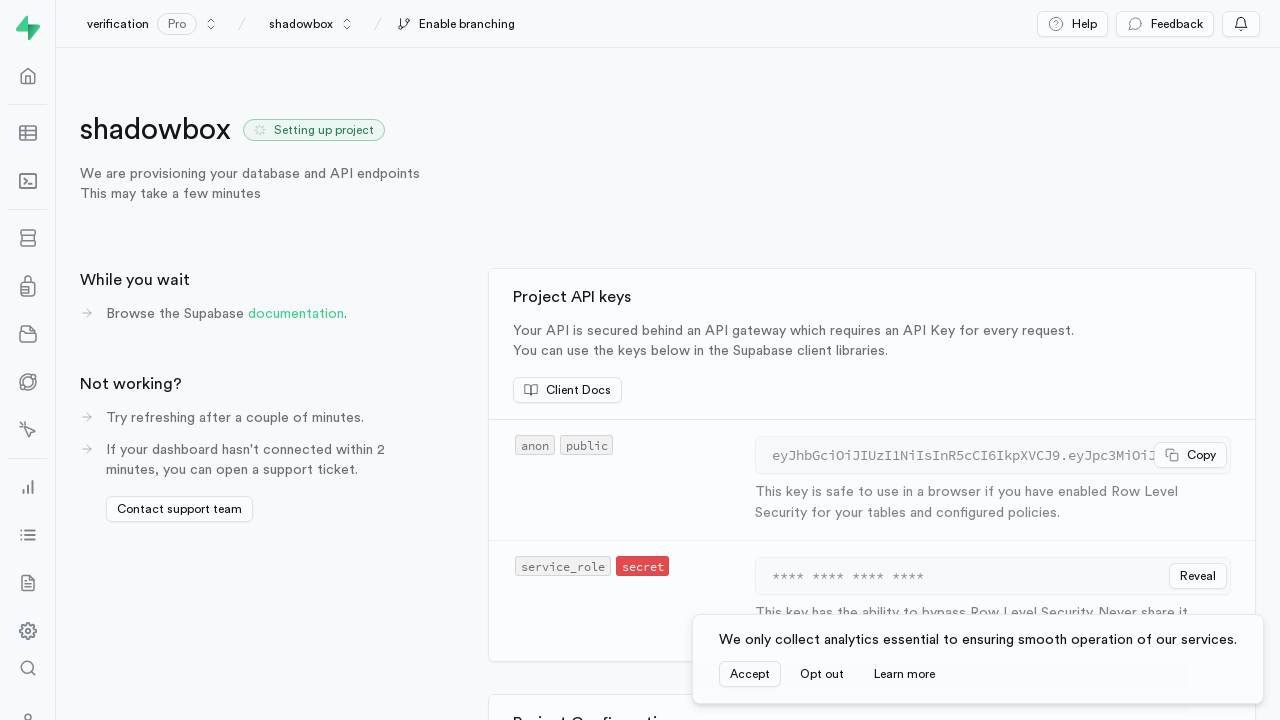 verification Pro / shadowbox / Enable branching Help Feedback
shadowbox Setting up project
We are provisioning your database and API endpoints
This may take a few minutes
While you wait
Browse the Supabase documentation.
Not working?
Try refreshing after a couple of minutes.
If your dashboard hasn't connected within 2
minutes, you can open a support ticket.
Contact support team
Project API keys
Your API is secured behind an API gateway which requires an API Key for every request.
You can use the keys below in the Supabase client libraries.
Client Docs
anon public eyJhbGciOiJIUzI1NiIsInR5cCI6IkpXVCJ9.eyJpc3MiOiJ Copy
This key is safe to use in a browser if you have enabled Row Level
Security for your tables and configured policies.
service_role secret **** **** **** **** Reveal
This key has the ability to bypass Row Level Security. Never share it
We only collect analytics essential to ensuring smooth operation of our services.
Accept Opt out Learn more
Project